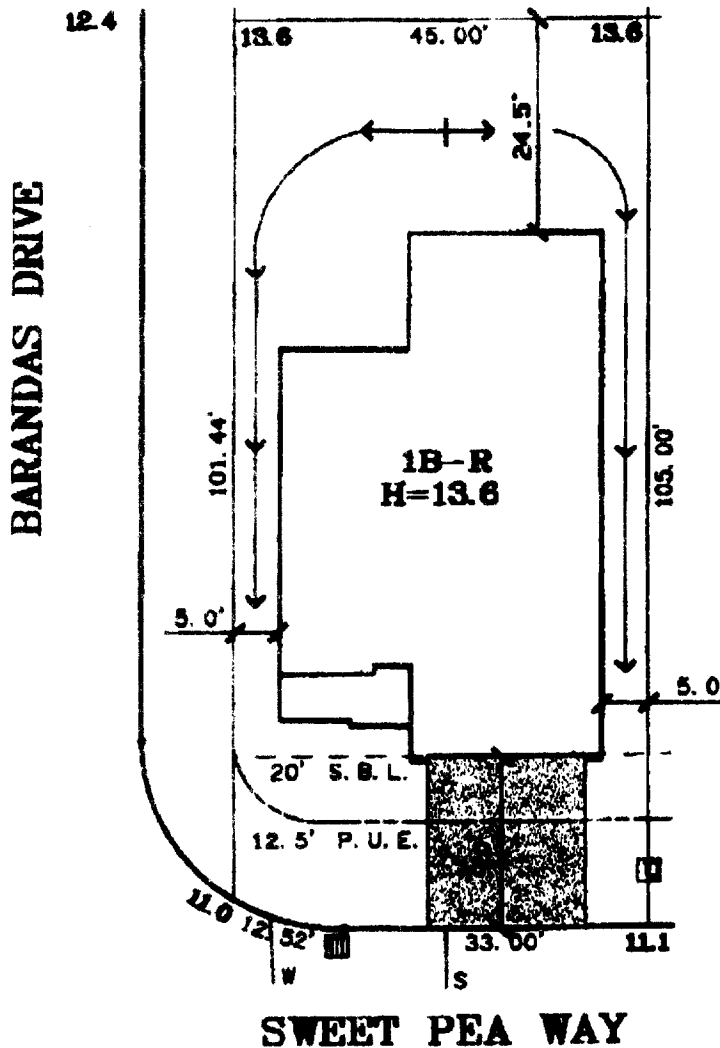 12.4
13.6
45.00'
13.6
24.5'
BARANDAS DRIVE
101.44'
1B-R
H=13.6
105.00'
5.0'
5.0
20' S.B.L.
12.5' P.U.E.
11.0
12.52'
33.00'
11.1
W
S
SWEET PEA WAY